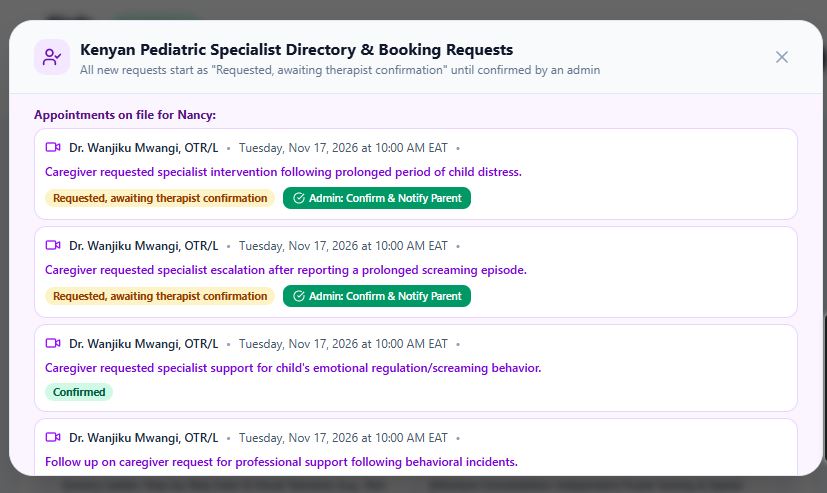 Kenyan Pediatric Specialist Directory & Booking Requests
All new requests start as "Requested, awaiting therapist confirmation" until confirmed by an admin
Appointments on file for Nancy:
Dr. Wanjiku Mwangi, OTR/L • Tuesday, Nov 17, 2026 at 10:00 AM EAT •
Caregiver requested specialist intervention following prolonged period of child distress.
Requested, awaiting therapist confirmation Admin: Confirm & Notify Parent
Dr. Wanjiku Mwangi, OTR/L • Tuesday, Nov 17, 2026 at 10:00 AM EAT •
Caregiver requested specialist escalation after reporting a prolonged screaming episode.
Requested, awaiting therapist confirmation Admin: Confirm & Notify Parent
Dr. Wanjiku Mwangi, OTR/L • Tuesday, Nov 17, 2026 at 10:00 AM EAT •
Caregiver requested specialist support for child's emotional regulation/screaming behavior.
Confirmed
Dr. Wanjiku Mwangi, OTR/L • Tuesday, Nov 17, 2026 at 10:00 AM EAT •
Follow up on caregiver request for professional support following behavioral incidents.